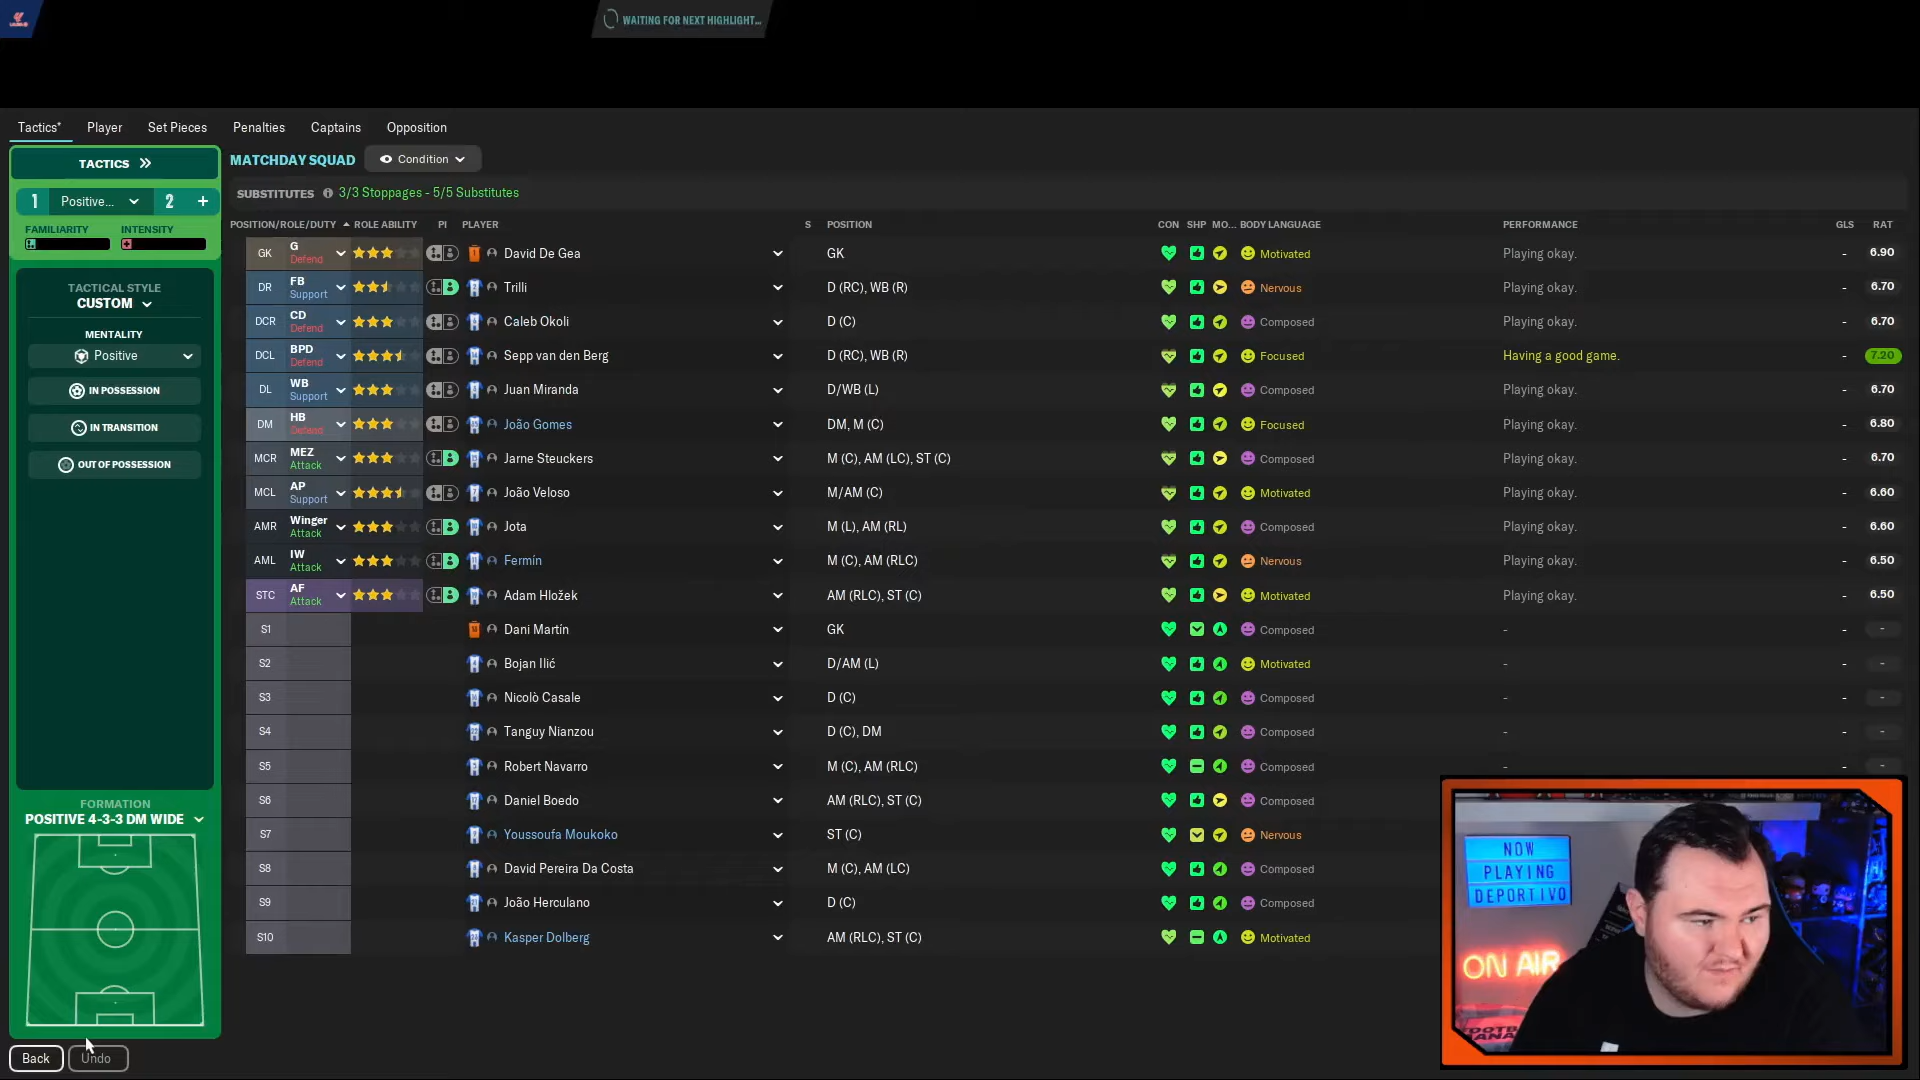 WAITING FOR NEXT HIGHLIGHT...
Tactics* Player Set Pieces Penalties Captains Opposition
TACTICS
1 Positive... 2 +
FAMILIARITY INTENSITY
TACTICAL STYLE
CUSTOM
MENTALITY
Positive
IN POSSESSION
IN TRANSITION
OUT OF POSSESSION
FORMATION
POSITIVE 4-3-3 DM WIDE
Back Undo
MATCHDAY SQUAD Condition
SUBSTITUTES 3/3 Stoppages - 5/5 Substitutes
POSITION/ROLE/DUTY ROLE ABILITY PI PLAYER S POSITION CON SHP MO... BODY LANGUAGE PERFORMANCE GLS RAT
GK G Defend David De Gea GK Motivated Playing okay. - 6.90
DR FB Support Trilli D (RC), WB (R) Nervous Playing okay. - 6.70
DCR CD Defend Caleb Okoli D (C) Composed Playing okay. - 6.70
DCL BPD Defend Sepp van den Berg D (RC), WB (R) Focused Having a good game. - 7.20
DL WB Support Juan Miranda D/WB (L) Composed Playing okay. - 6.70
DM HB Defend João Gomes DM, M (C) Focused Playing okay. - 6.80
MCR MEZ Attack Jarne Steuckers M (C), AM (LC), ST (C) Composed Playing okay. - 6.70
MCL AP Support João Veloso M/AM (C) Motivated Playing okay. - 6.60
AMR Winger Attack Jota M (L), AM (RL) Composed Playing okay. - 6.60
AML IW Attack Fermín M (C), AM (RLC) Nervous Playing okay. - 6.50
STC AF Attack Adam Hložek AM (RLC), ST (C) Motivated Playing okay. - 6.50
S1 Dani Martín GK Composed - - -
S2 Bojan Ilić D/AM (L) Motivated - - -
S3 Nicolò Casale D (C) Composed - - -
S4 Tanguy Nianzou D (C), DM Composed - - -
S5 Robert Navarro M (C), AM (RLC) Composed - - -
S6 Daniel Boedo AM (RLC), ST (C) Composed
S7 Youssoufa Moukoko ST (C) Nervous
S8 David Pereira Da Costa M (C), AM (LC) Composed
S9 João Herculano D (C) Composed
S10 Kasper Dolberg AM (RLC), ST (C) Motivated
NOW
PLAYING
DEPORTIVO
ON AIR